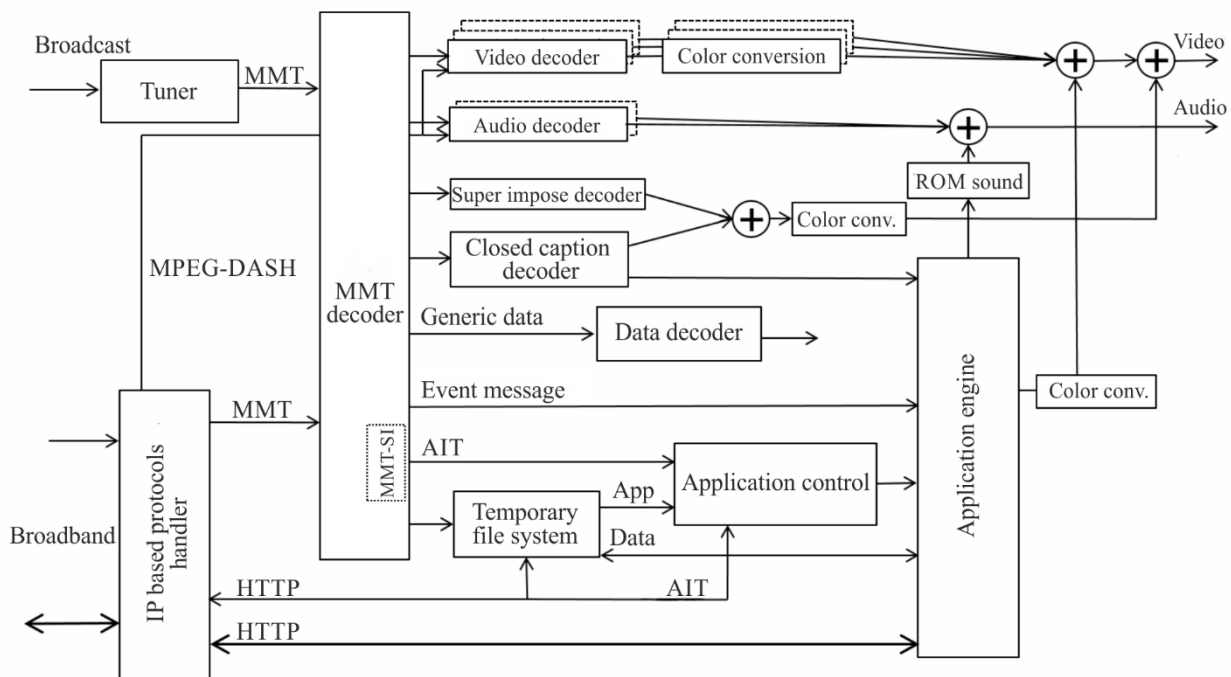 Broadcast
Tuner
MMT
Video decoder
Color conversion
Video
Audio decoder
Audio
ROM sound
Super impose decoder
Color conv.
Closed caption
decoder
MPEG-DASH
MMT
decoder
Generic data
Data decoder
Event message
Application engine
Color conv.
MMT
MMT-SI
AIT
Application control
App
Temporary
file system
Data
Broadband
IP based protocols
handler
HTTP
AIT
HTTP